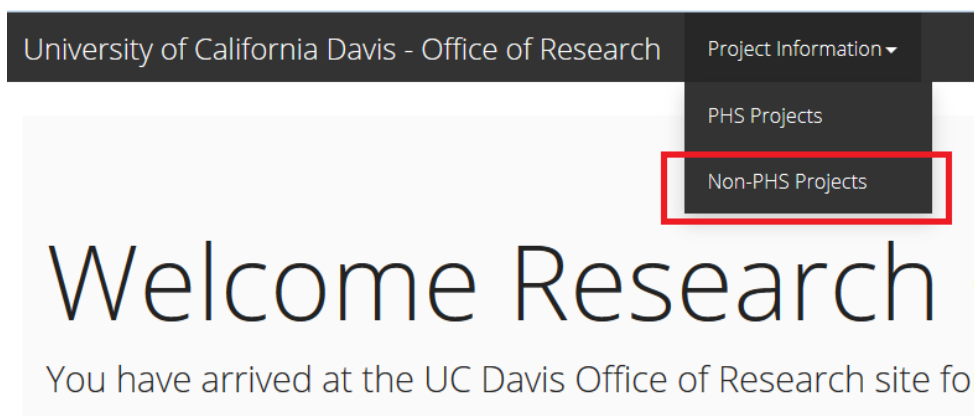 University of California Davis - Office of Research
Project Information
PHS Projects
Non-PHS Projects
Welcome Research
You have arrived at the UC Davis Office of Research site fo